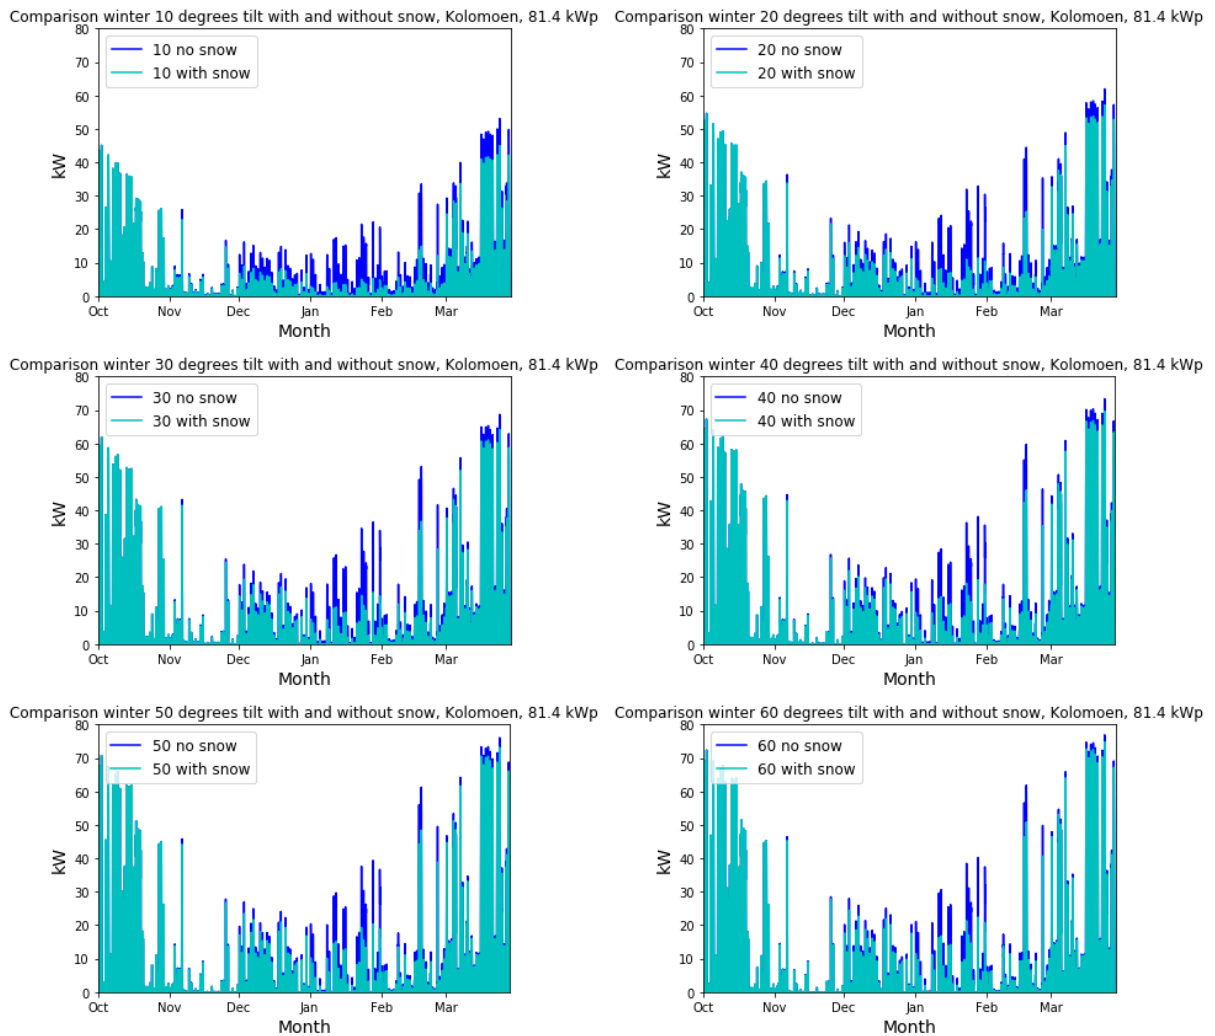 Comparison winter 10 degrees tilt with and without snow, Kolomoen, 81.4 kWp
80
70
60
50
40
30
20
10
0
kW
10 no snow
10 with snow
Oct Nov Dec Jan Feb Mar
Month
Comparison winter 20 degrees tilt with and without snow, Kolomoen, 81.4 kWp
80
70
60
50
40
30
20
10
0
kW
20 no snow
20 with snow
Oct Nov Dec Jan Feb Mar
Month
Comparison winter 30 degrees tilt with and without snow, Kolomoen, 81.4 kWp
80
70
60
50
40
30
20
10
0
kW
30 no snow
30 with snow
Oct Nov Dec Jan Feb Mar
Month
Comparison winter 40 degrees tilt with and without snow, Kolomoen, 81.4 kWp
80
70
60
50
40
30
20
10
0
kW
40 no snow
40 with snow
Oct Nov Dec Jan Feb Mar
Month
Comparison winter 50 degrees tilt with and without snow, Kolomoen, 81.4 kWp
80
70
60
50
40
30
20
10
0
kW
50 no snow
50 with snow
Oct Nov Dec Jan Feb Mar
Month
Comparison winter 60 degrees tilt with and without snow, Kolomoen, 81.4 kWp
80
70
60
50
40
30
20
10
0
kW
60 no snow
60 with snow
Oct Nov Dec Jan Feb Mar
Month